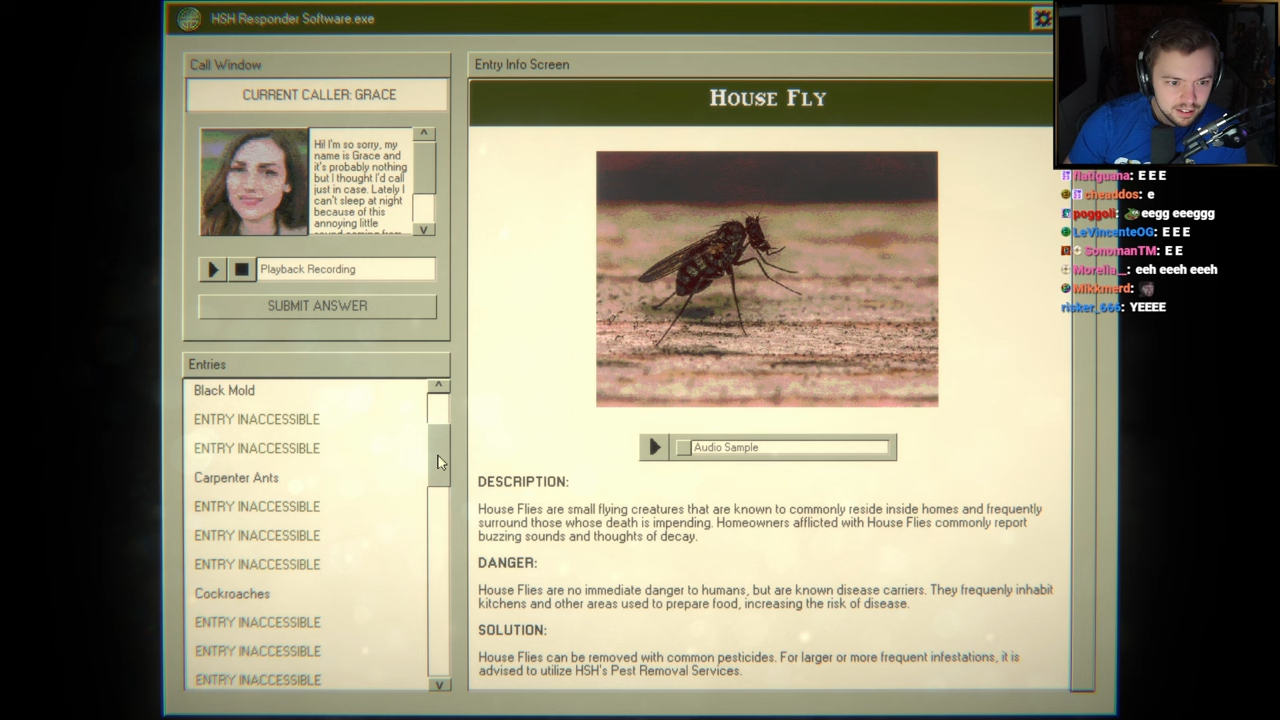 HSH Responder Software.exe
Call Window
CURRENT CALLER: GRACE
Hi! I'm so sorry, my
name is Grace and
it's probably nothing
but I thought I'd call
just in case. Lately I
can't sleep at night
because of this
annoying little
Playback Recording
SUBMIT ANSWER
Entries
Black Mold
ENTRY INACCESSIBLE
ENTRY INACCESSIBLE
Carpenter Ants
ENTRY INACCESSIBLE
ENTRY INACCESSIBLE
ENTRY INACCESSIBLE
Cockroaches
ENTRY INACCESSIBLE
ENTRY INACCESSIBLE
ENTRY INACCESSIBLE
Entry Info Screen
House Fly
Audio Sample
DESCRIPTION:
House Flies are small flying creatures that are known to commonly reside inside homes and frequently
surround those whose death is impending. Homeowners afflicted with House Flies commonly report
buzzing sounds and thoughts of decay.
DANGER:
House Flies are no immediate danger to humans, but are known disease carriers. They frequenly inhabit
kitchens and other areas used to prepare food, increasing the risk of disease.
SOLUTION:
House Flies can be removed with common pesticides. For larger or more frequent infestations, it is
advised to utilize HSH's Pest Removal Services.
flatiguana: E E E
cheaddos: e
poggoli: eegg eeeggg
LeVincenteOG: E E E
SonomanTM: E E
Morella__: eeh eeeh eeeh
Mikkmerd:
risker_666: YEEEE